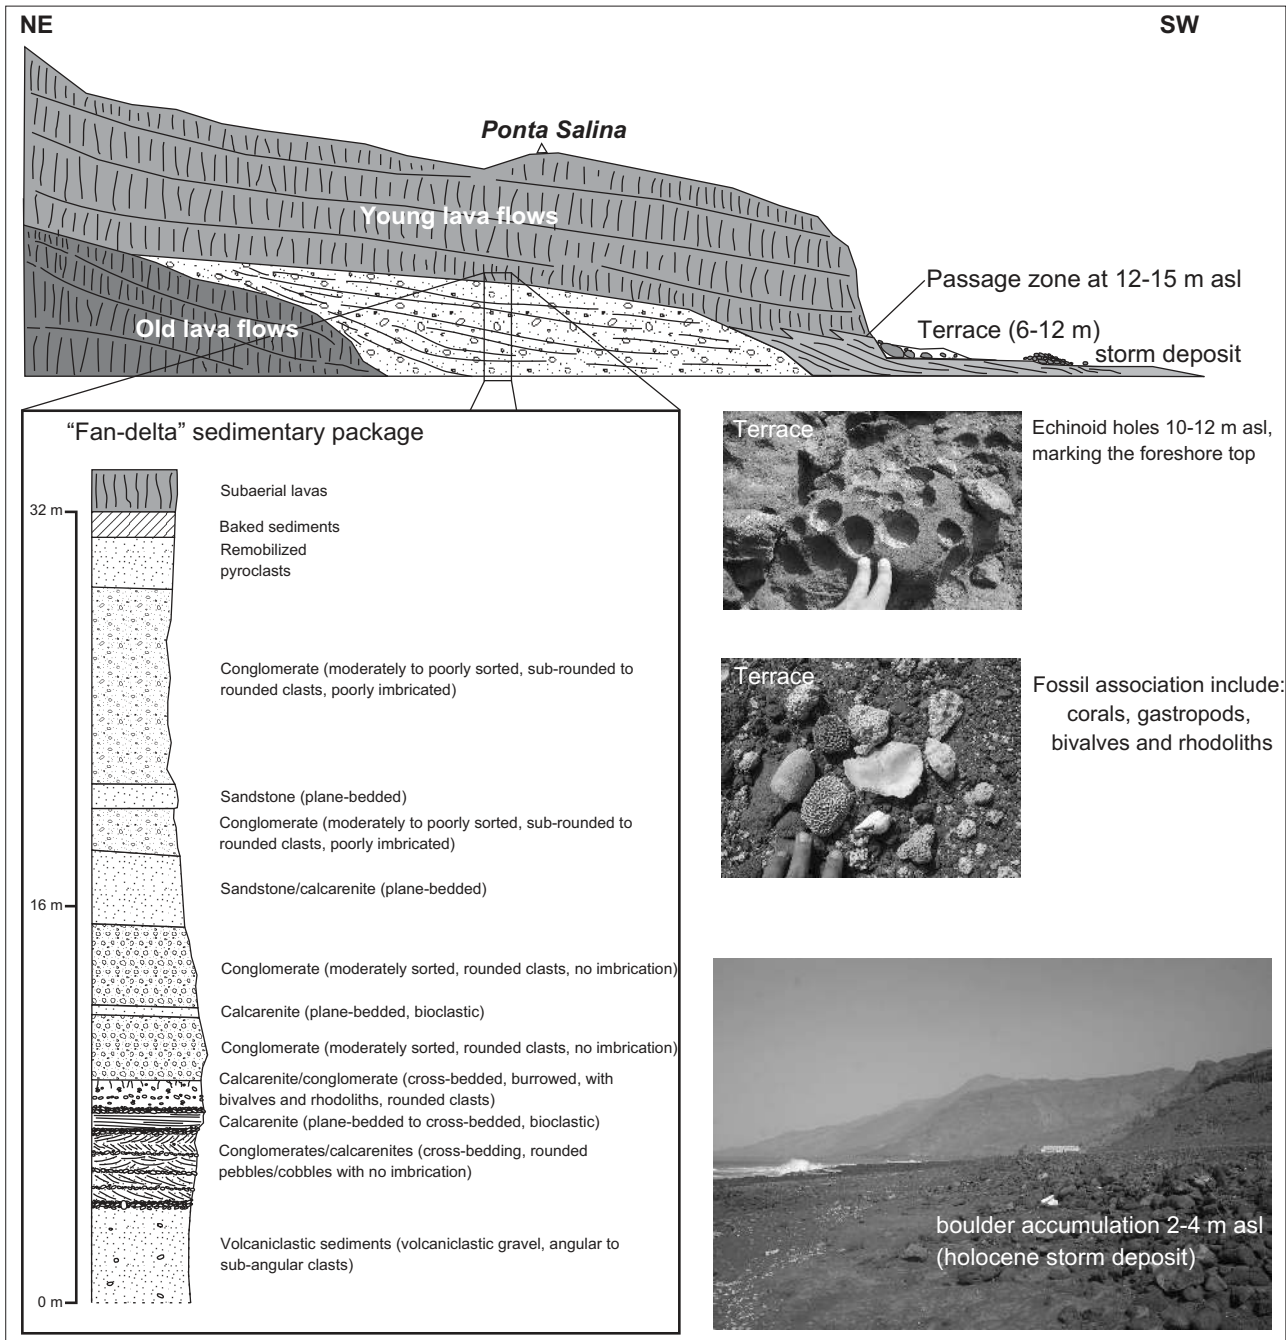 NE
SW
Ponta Salina
Young lava flows
Passage zone at 12-15 m asl
Old lava flows
Terrace (6-12 m)
storm deposit
“Fan-delta” sedimentary package
Subaerial lavas
32 m
Baked sediments
Remobilized
pyroclasts
Conglomerate (moderately to poorly sorted, sub-rounded to
rounded clasts, poorly imbricated)
Sandstone (plane-bedded)
Conglomerate (moderately to poorly sorted, sub-rounded to
rounded clasts, poorly imbricated)
Sandstone/calcarenite (plane-bedded)
16 m
Conglomerate (moderately sorted, rounded clasts, no imbrication)
Calcarenite (plane-bedded, bioclastic)
Conglomerate (moderately sorted, rounded clasts, no imbrication)
Calcarenite/conglomerate (cross-bedded, burrowed, with
bivalves and rhodoliths, rounded clasts)
Calcarenite (plane-bedded to cross-bedded, bioclastic)
Conglomerates/calcarenites (cross-bedding, rounded
pebbles/cobbles with no imbrication)
Volcaniclastic sediments (volcaniclastic gravel, angular to
sub-angular clasts)
0 m
Terrace
Echinoid holes 10-12 m asl,
marking the foreshore top
Terrace
Fossil association include:
corals, gastropods,
bivalves and rhodoliths
boulder accumulation 2-4 m asl
(holocene storm deposit)